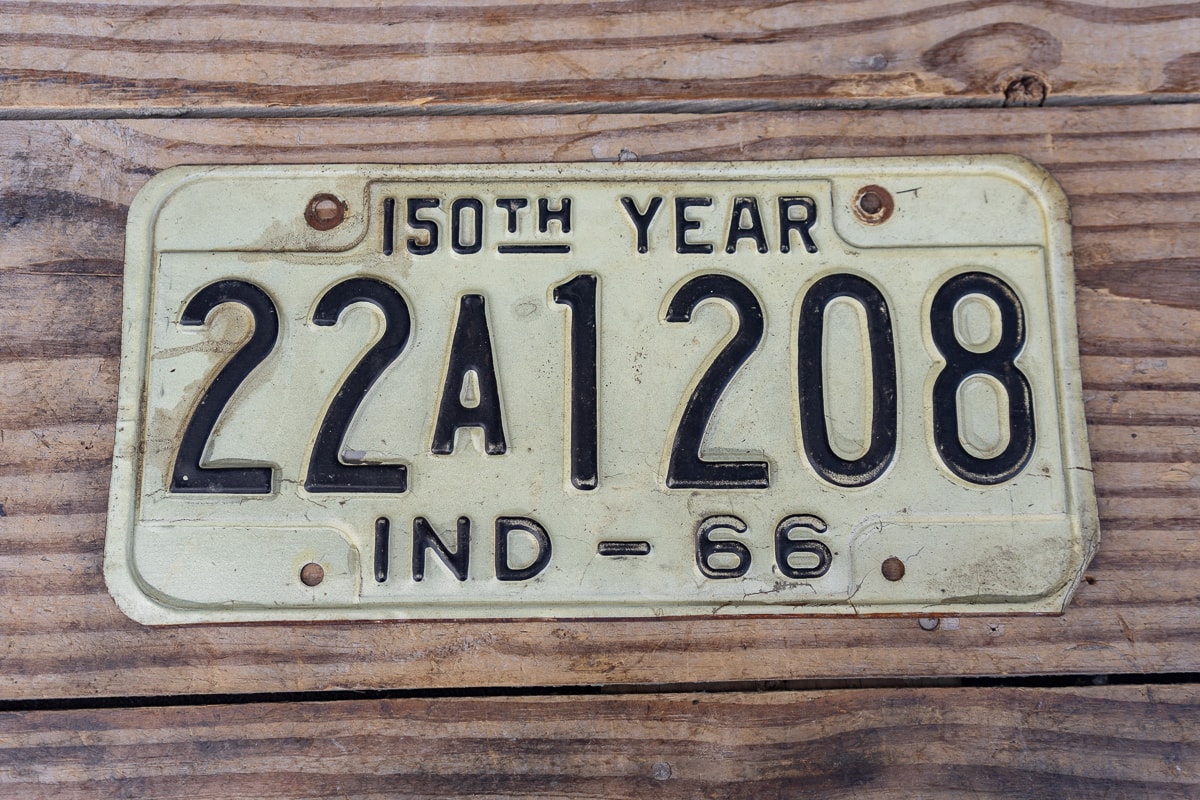 150TH YEAR
22A1208
IND - 66